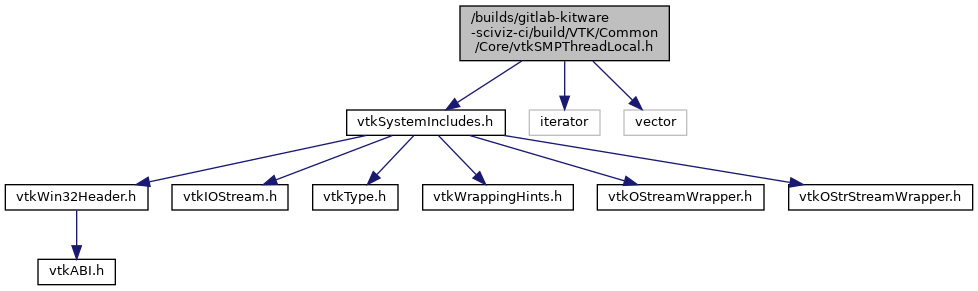 /builds/gitlab-kitware
-sciviz-ci/build/VTK/Common
/Core/vtkSMPThreadLocal.h
vtkSystemIncludes.h
iterator
vector
vtkWin32Header.h
vtkIOStream.h
vtkType.h
vtkWrappingHints.h
vtkOStreamWrapper.h
vtkOStrStreamWrapper.h
vtkABI.h